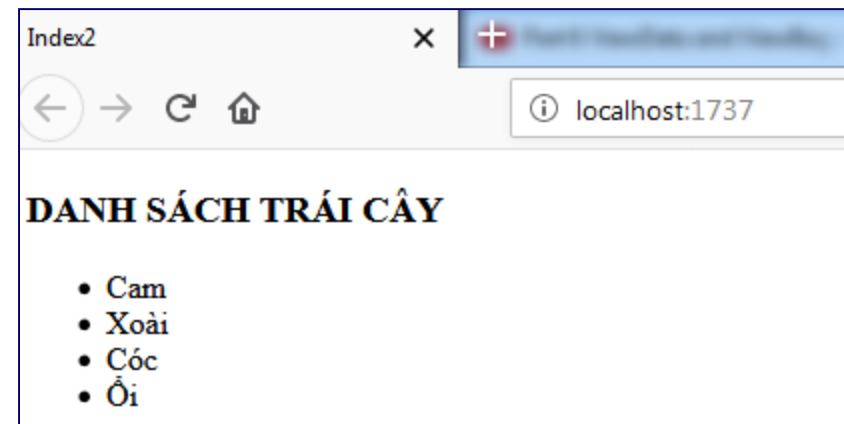 Index2
localhost:1737
DANH SÁCH TRÁI CÂY
Cam
Xoài
Cóc
Ổi